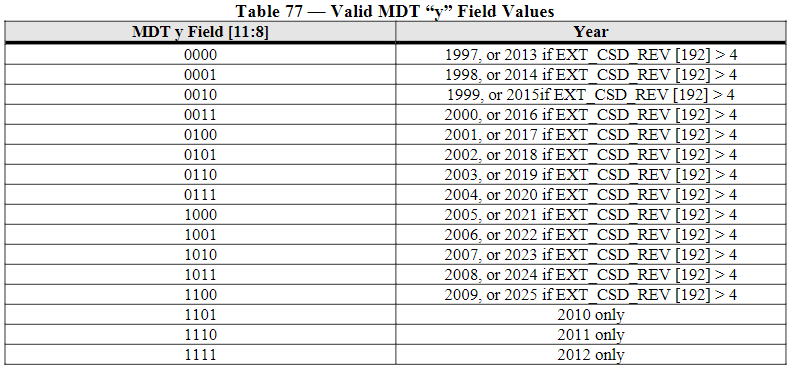 Table 77 — Valid MDT “y” Field Values
MDT y Field [11:8] Year
0000 1997, or 2013 if EXT_CSD_REV [192] > 4
0001 1998, or 2014 if EXT_CSD_REV [192] > 4
0010 1999, or 2015if EXT_CSD_REV [192] > 4
0011 2000, or 2016 if EXT_CSD_REV [192] > 4
0100 2001, or 2017 if EXT_CSD_REV [192] > 4
0101 2002, or 2018 if EXT_CSD_REV [192] > 4
0110 2003, or 2019 if EXT_CSD_REV [192] > 4
0111 2004, or 2020 if EXT_CSD_REV [192] > 4
1000 2005, or 2021 if EXT_CSD_REV [192] > 4
1001 2006, or 2022 if EXT_CSD_REV [192] > 4
1010 2007, or 2023 if EXT_CSD_REV [192] > 4
1011 2008, or 2024 if EXT_CSD_REV [192] > 4
1100 2009, or 2025 if EXT_CSD_REV [192] > 4
1101 2010 only
1110 2011 only
1111 2012 only